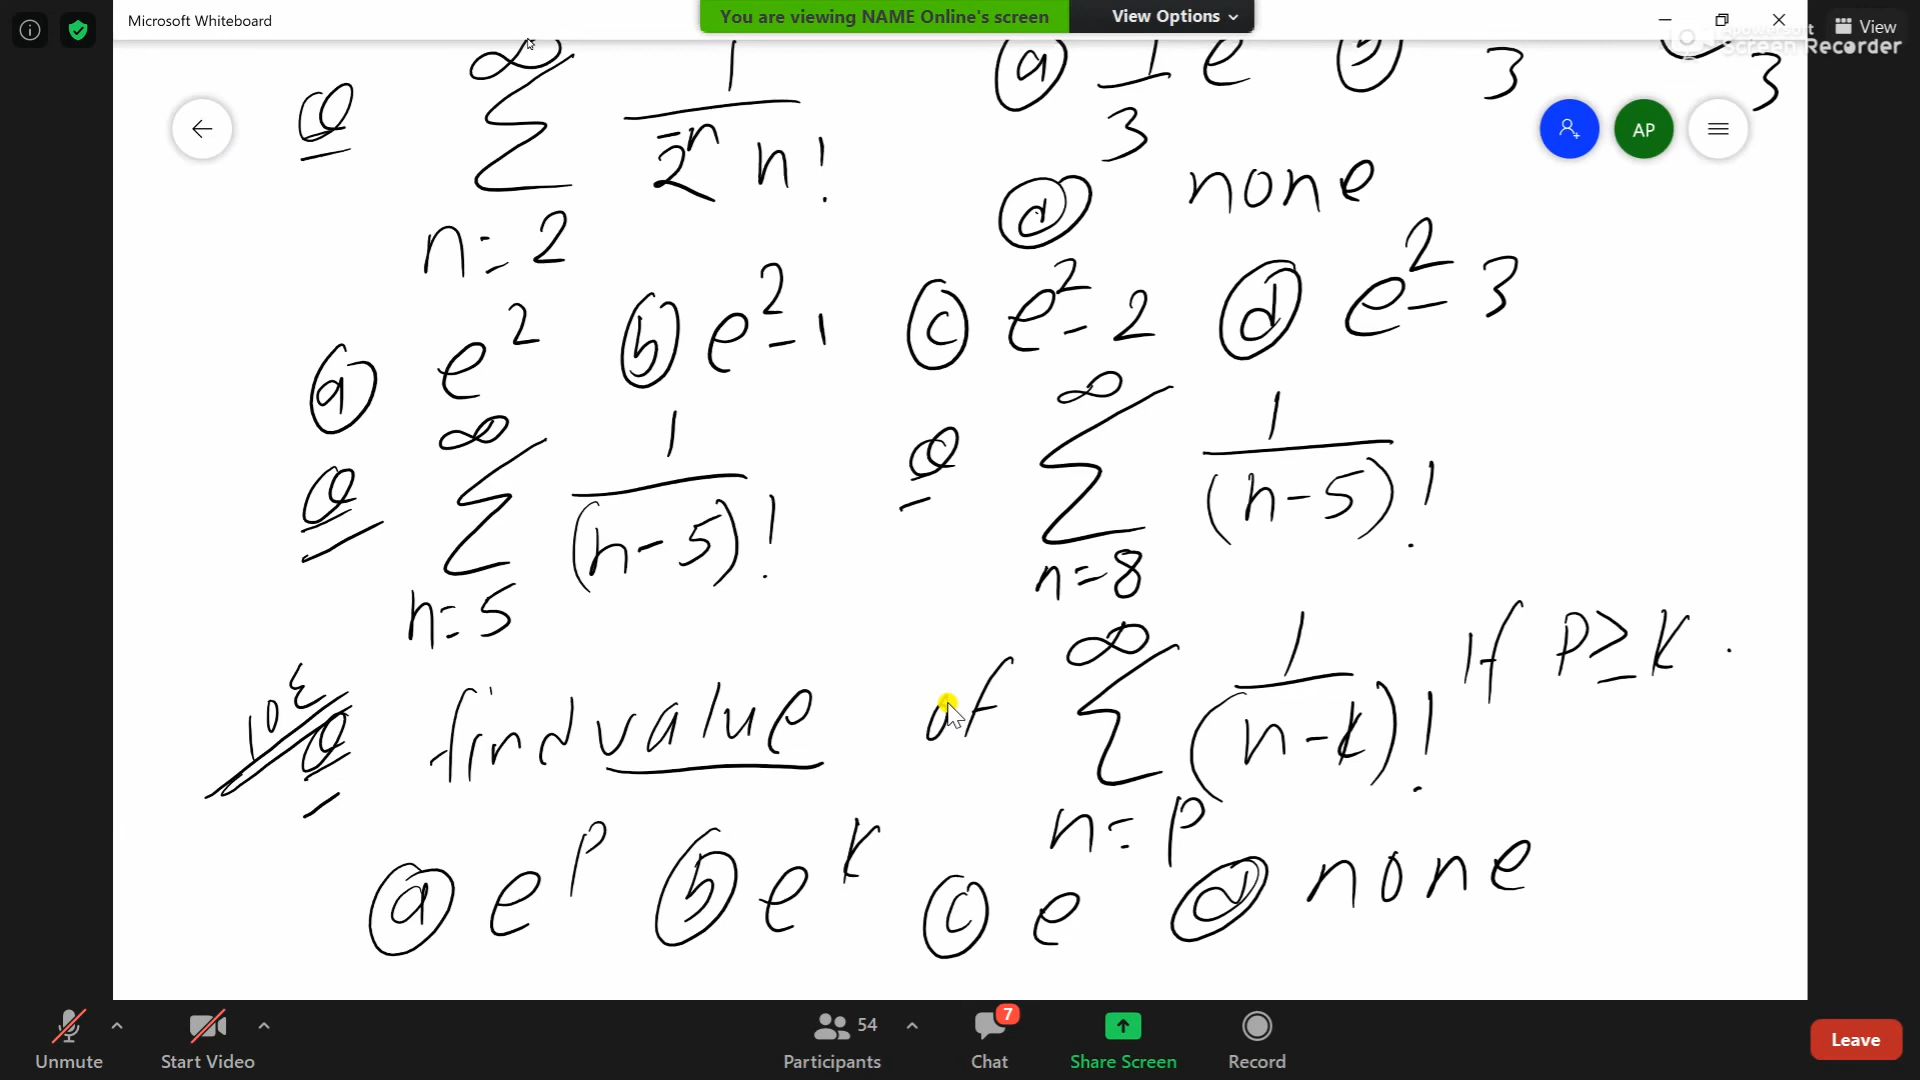 Microsoft Whiteboard
You are viewing NAME Online's screen
View Options
View
Apowersoft
Screen Recorder
Q ∞ Σ n=2 1/(2^-n n!)
a 1/3 e b 3
3
d none
AP
a e^2 b e^2-1 c e^2-2 d e^2-3
Q ∞ Σ n=5 1/(n-5)!
Q ∞ Σ n=8 1/(n-5)!
Q find value of ∞ Σ n=p 1/(n-k)! If P≥K.
a e^p b e^k c e d none
Unmute
Start Video
54
Participants
7
Chat
Share Screen
Record
Leave